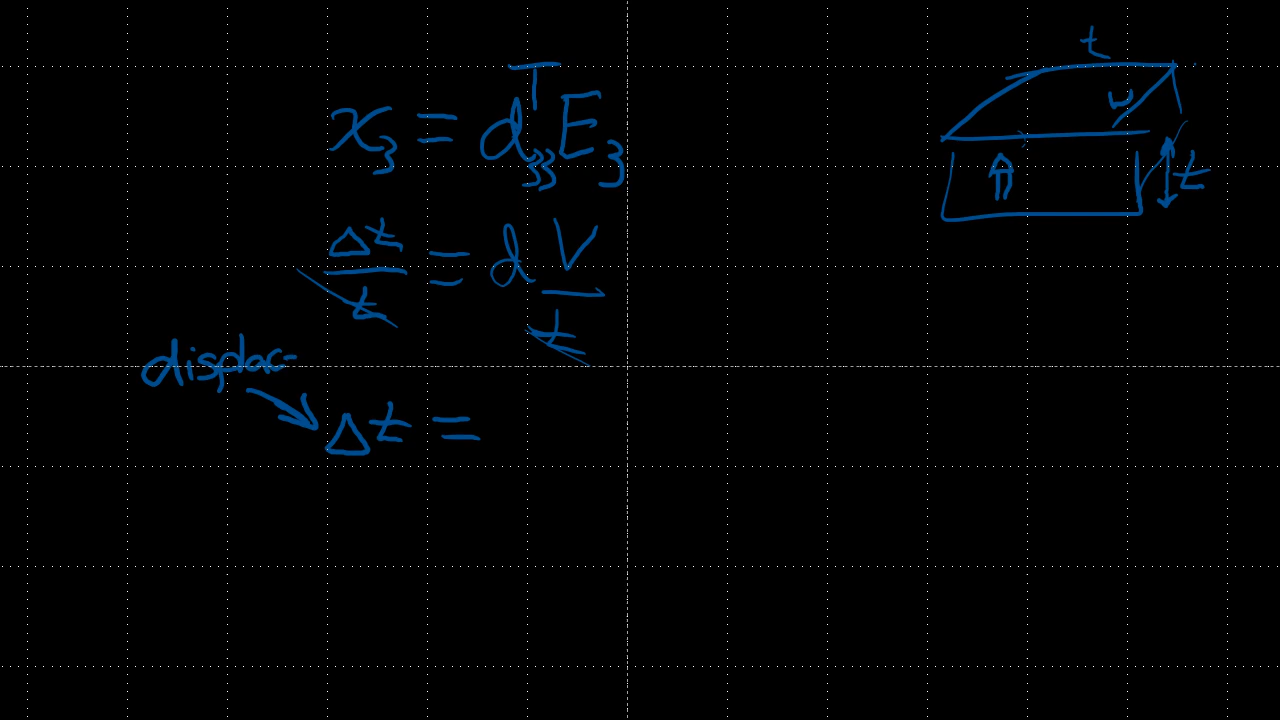 t
w
x₃ = d₃₃ᵀ E₃
t
Δt/t = d V/t
displac-
Δt =